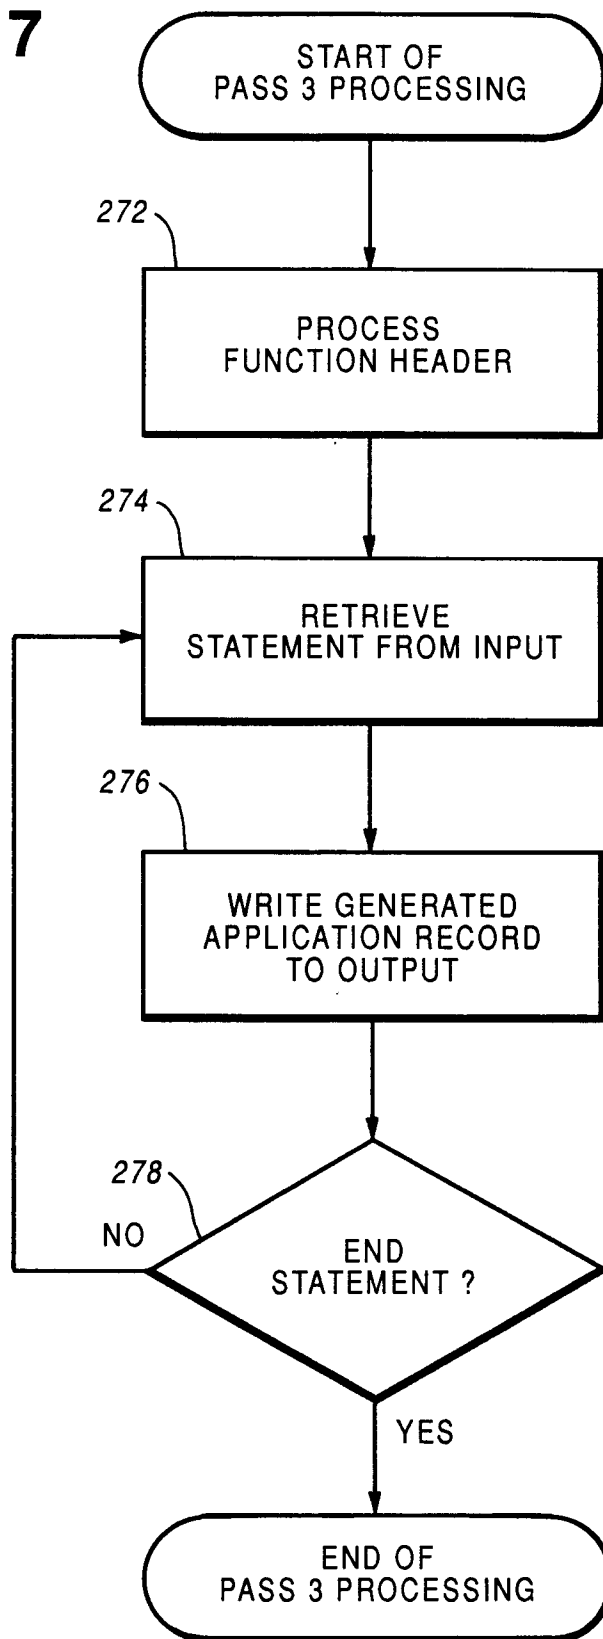 7
START OF
PASS 3 PROCESSING
272
PROCESS
FUNCTION HEADER
274
RETRIEVE
STATEMENT FROM INPUT
276
WRITE GENERATED
APPLICATION RECORD
TO OUTPUT
278
NO
END
STATEMENT ?
YES
END OF
PASS 3 PROCESSING